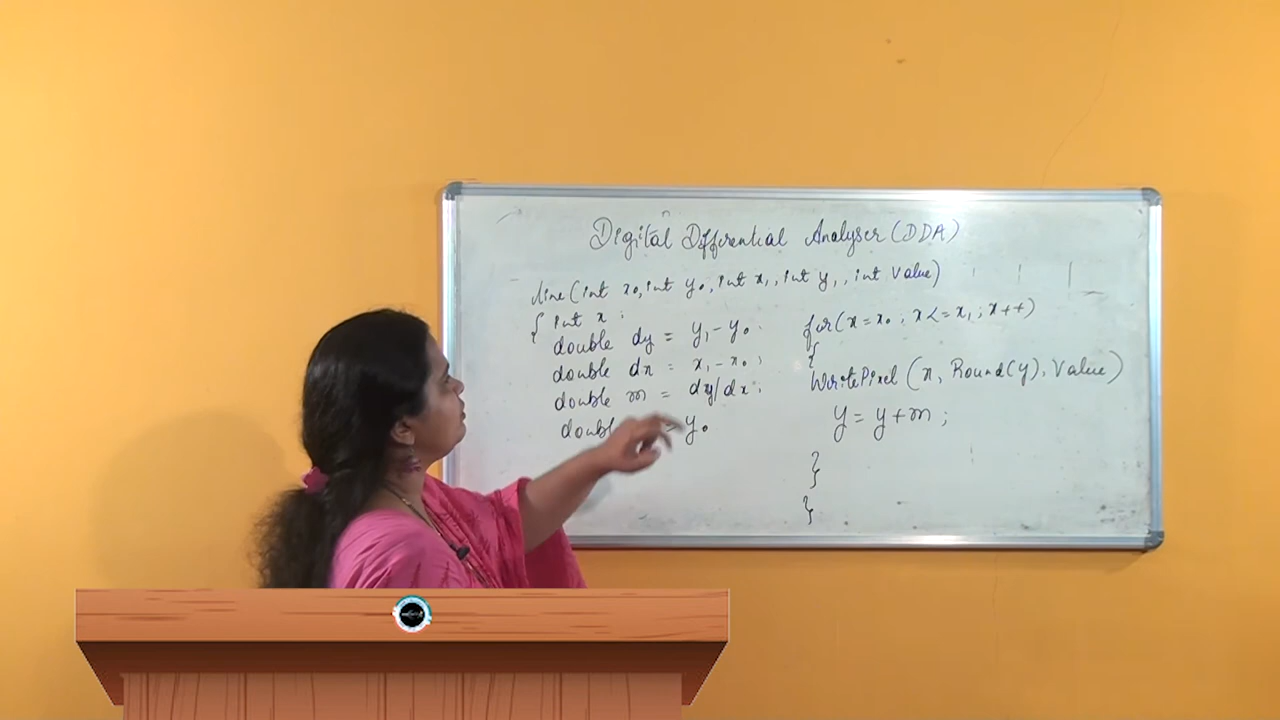 Digital Differential Analyser (DDA)
line (int x₀, int y₀, int x₁, int y₁, int value)
{ int x ;
double dy = y₁ - y₀ ;
double dx = x₁ - x₀ ;
double m = dy/dx ;
double = y₀
for (x = x₀ ; x <= x₁ ; x++)
{
WritePixel (x, Round(y), Value)
y = y + m ;
}
}